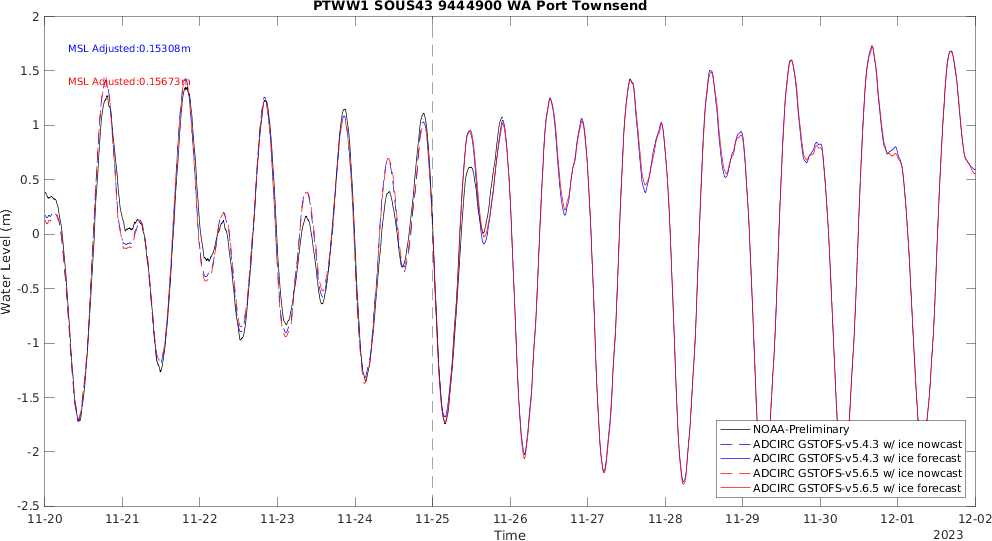 PTWW1 SOUS43 9444900 WA Port Townsend
2
1.5
1
0.5
0
-0.5
-1
-1.5
-2
-2.5
Water Level (m)
MSL Adjusted:0.15308m
MSL Adjusted:0.15673m
NOAA-Preliminary
ADCIRC GSTOFS-v5.4.3 w/ ice nowcast
ADCIRC GSTOFS-v5.4.3 w/ ice forecast
ADCIRC GSTOFS-v5.6.5 w/ ice nowcast
ADCIRC GSTOFS-v5.6.5 w/ ice forecast
11-20 11-21 11-22 11-23 11-24 11-25 11-26 11-27 11-28 11-29 11-30 12-01 12-02
Time
2023